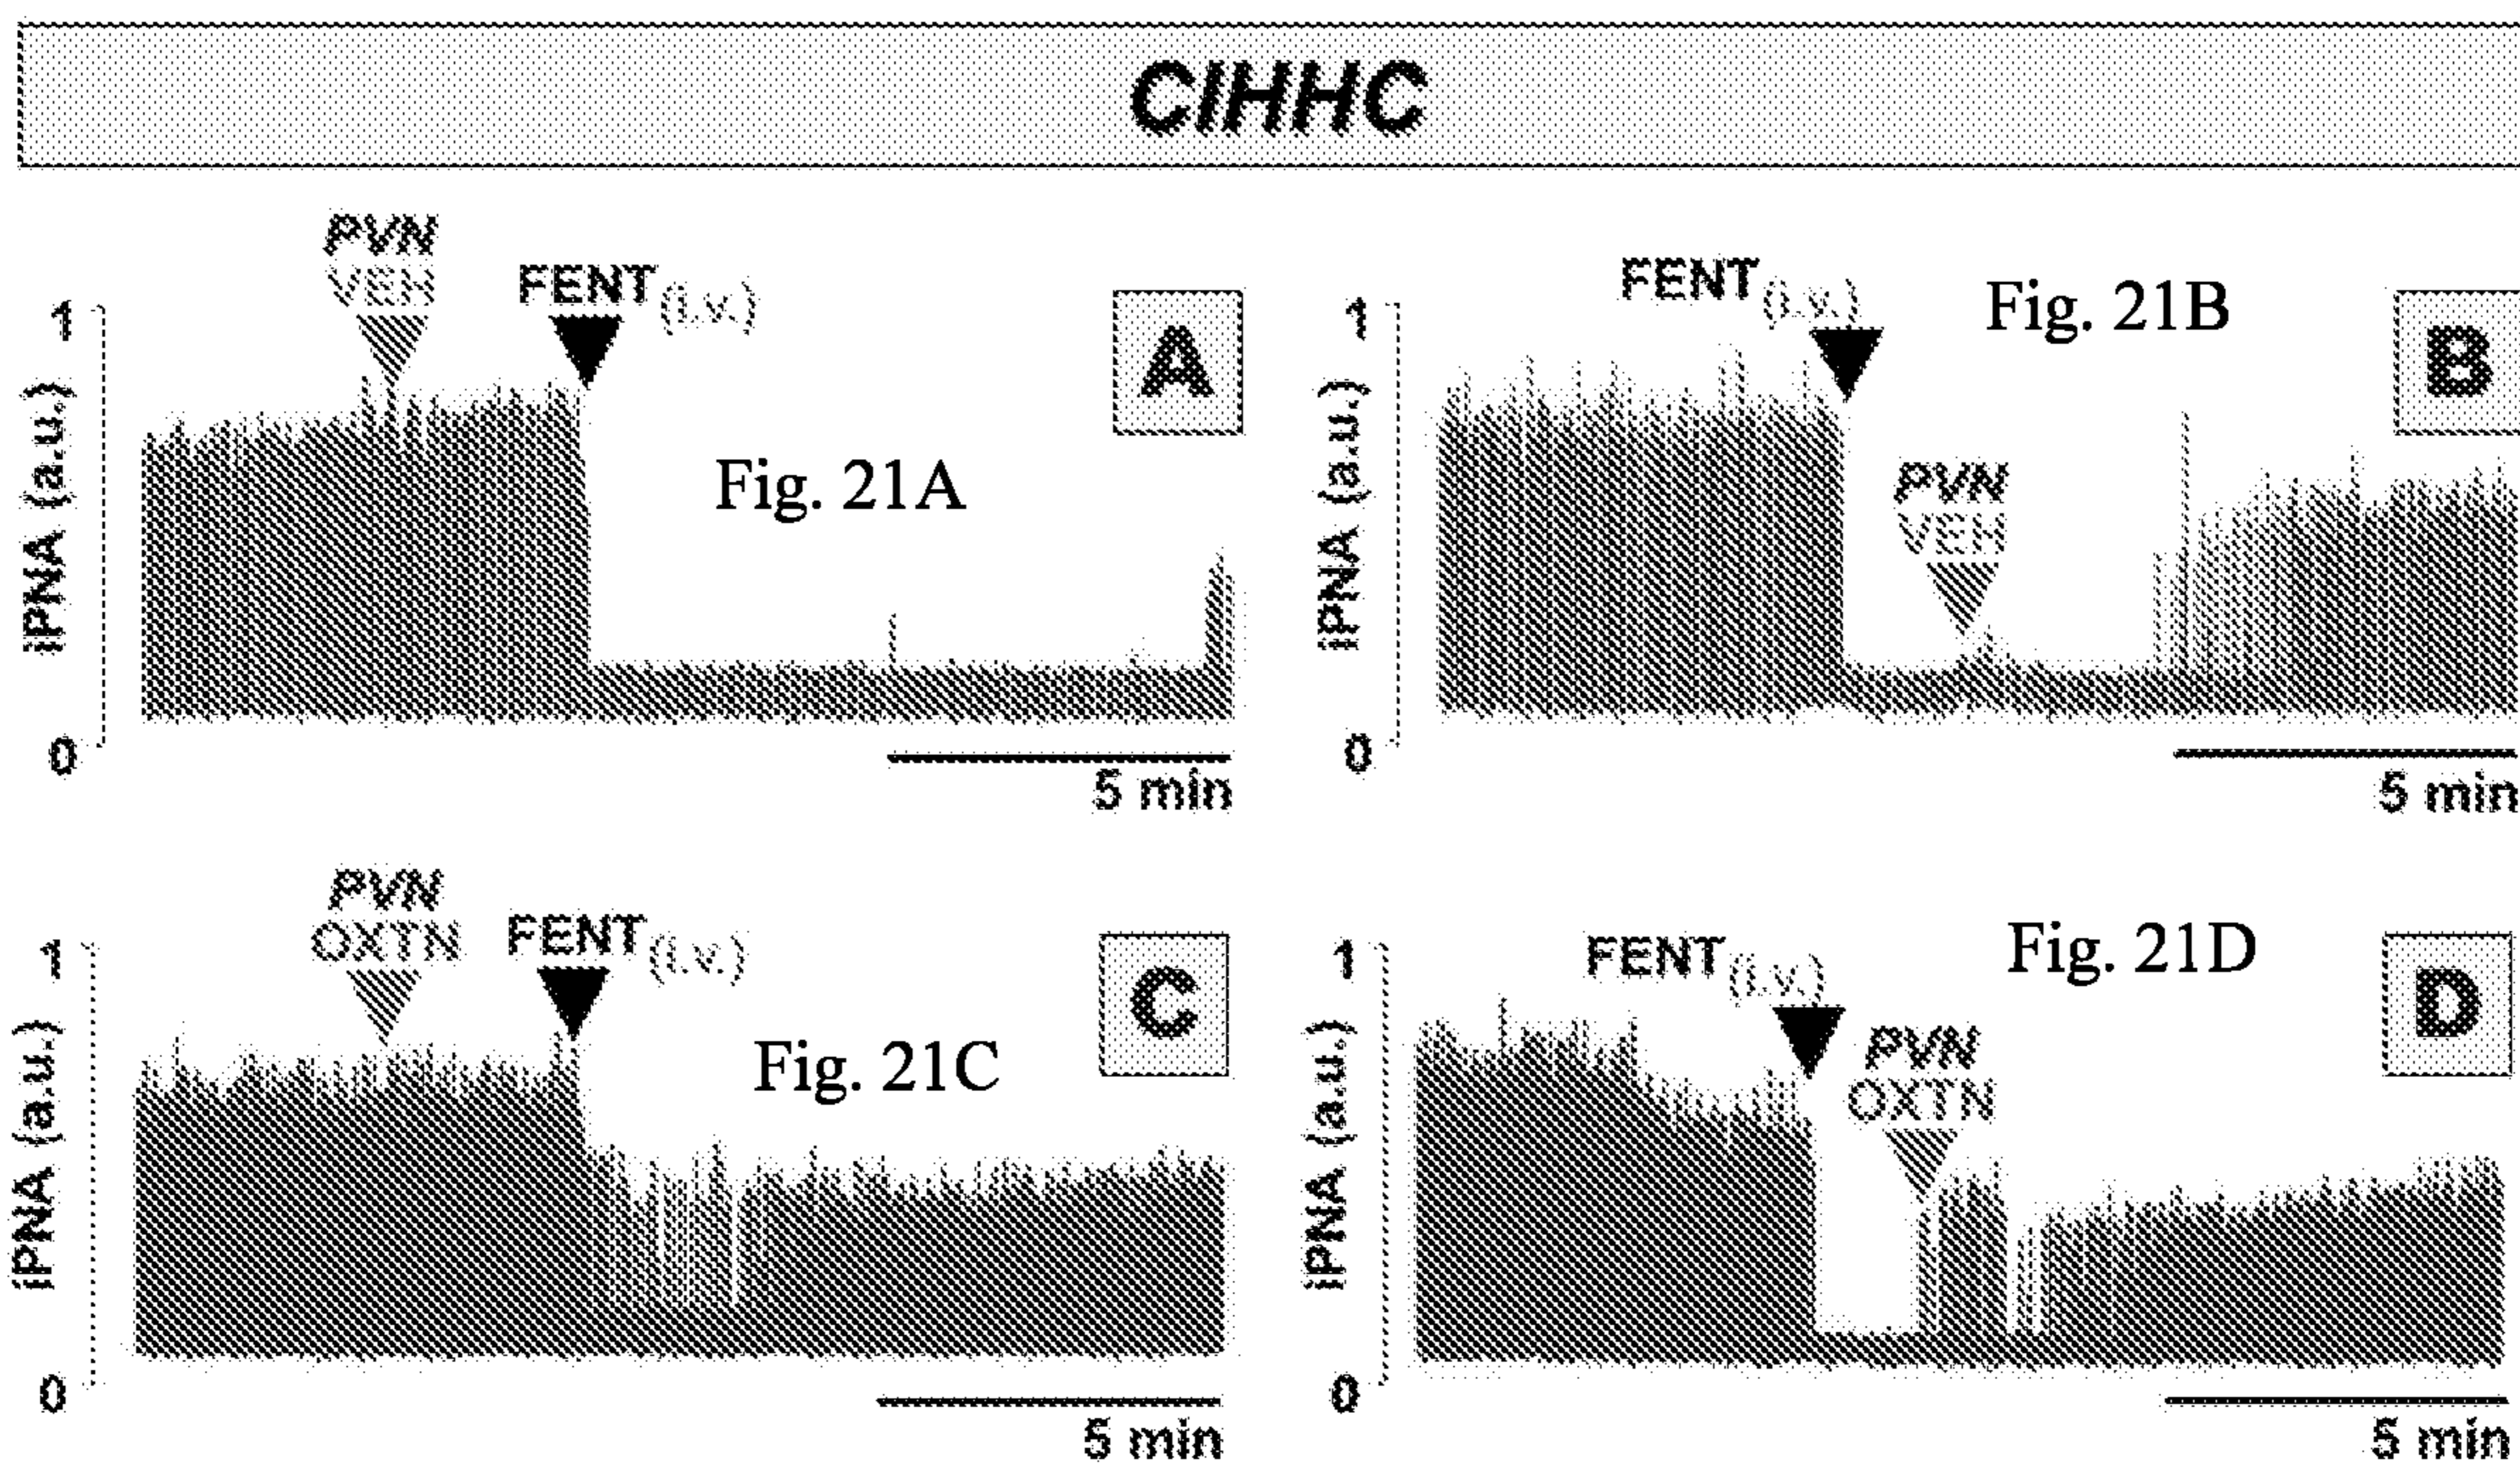 CIHHC
PVN
VEH
FENT (i.v.)
A
1
iPNA (a.u.)
Fig. 21A
0
5 min
FENT (i.v.)
Fig. 21B
B
1
iPNA (a.u.)
PVN
VEH
0
5 min
PVN
OXTN
FENT (i.v.)
C
1
iPNA (a.u.)
Fig. 21C
0
5 min
FENT (i.v.)
Fig. 21D
D
1
iPNA (a.u.)
PVN
OXTN
0
5 min